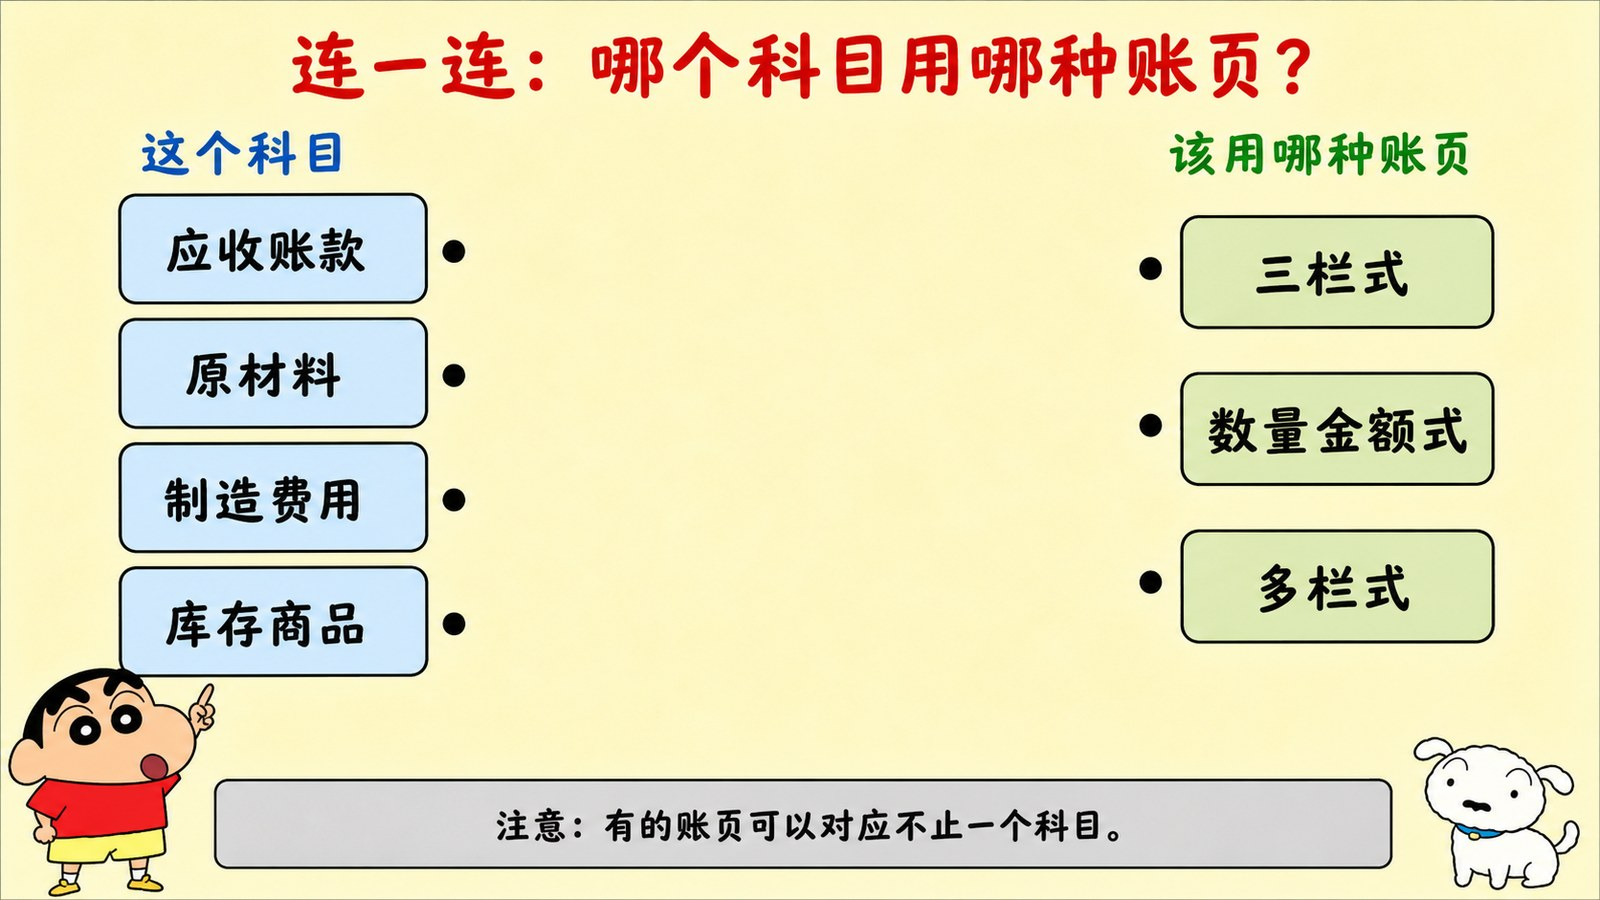 连一连：哪个科目用哪种账页？
这个科目
应收账款
原材料
制造费用
库存商品
该用哪种账页
三栏式
数量金额式
多栏式
注意：有的账页可以对应不止一个科目。